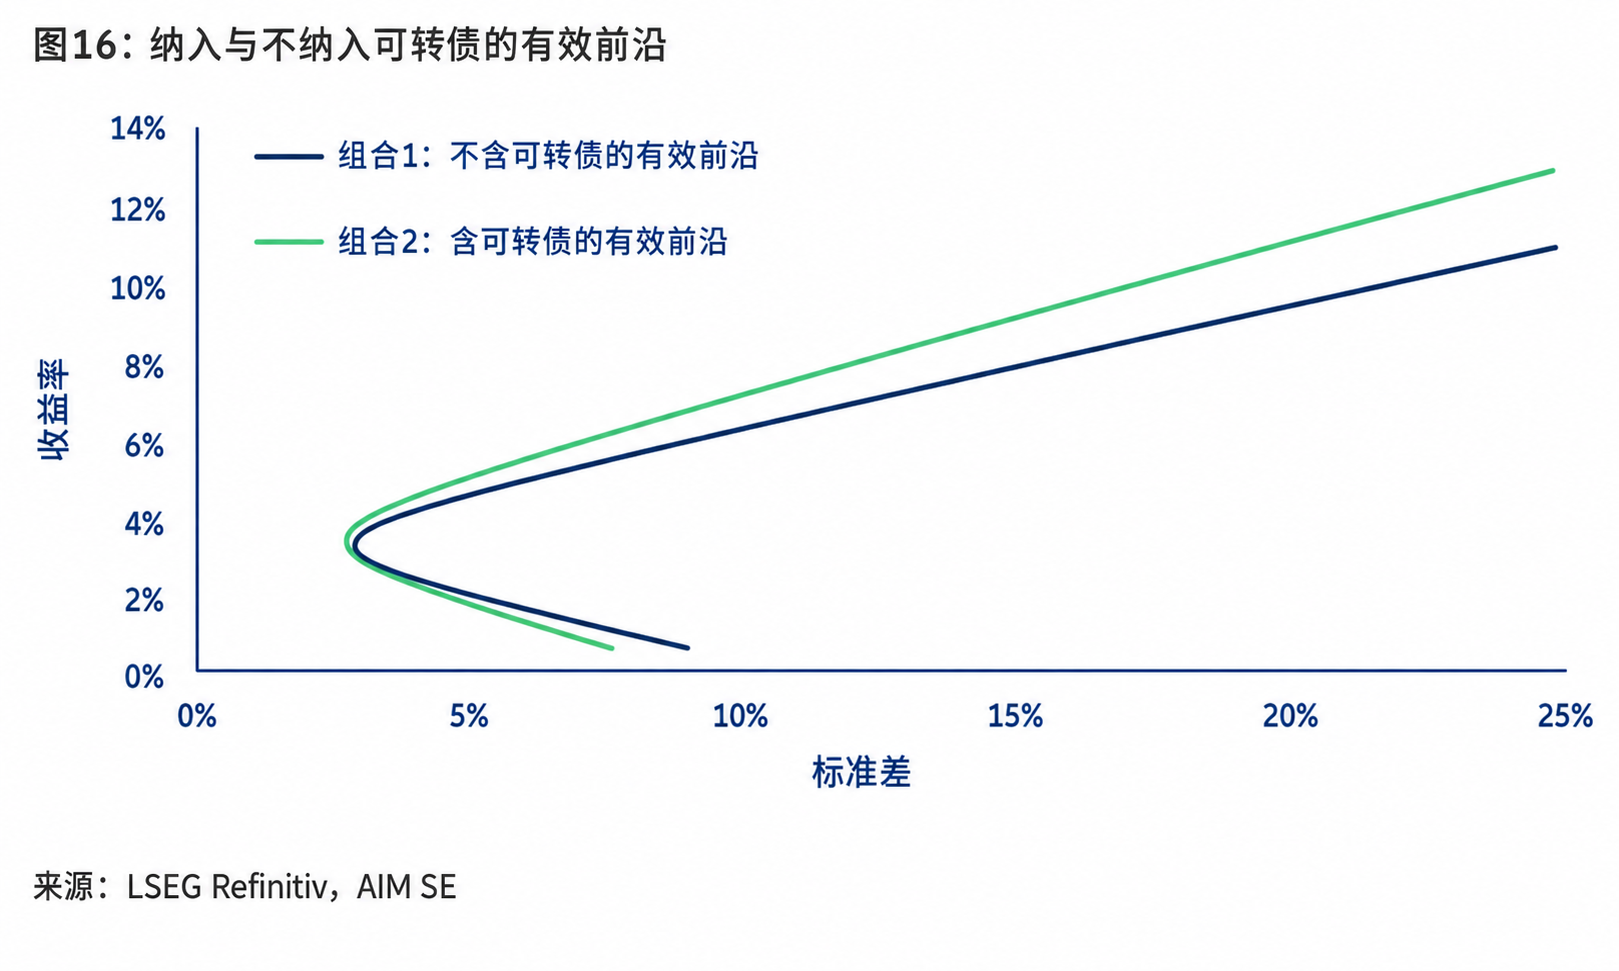 图16：纳入与不纳入可转债的有效前沿
14%
组合1：不含可转债的有效前沿
12%
组合2：含可转债的有效前沿
10%
8%
收益率
6%
4%
2%
0%
0% 5% 10% 15% 20% 25%
标准差
来源：LSEG Refinitiv，AIM SE